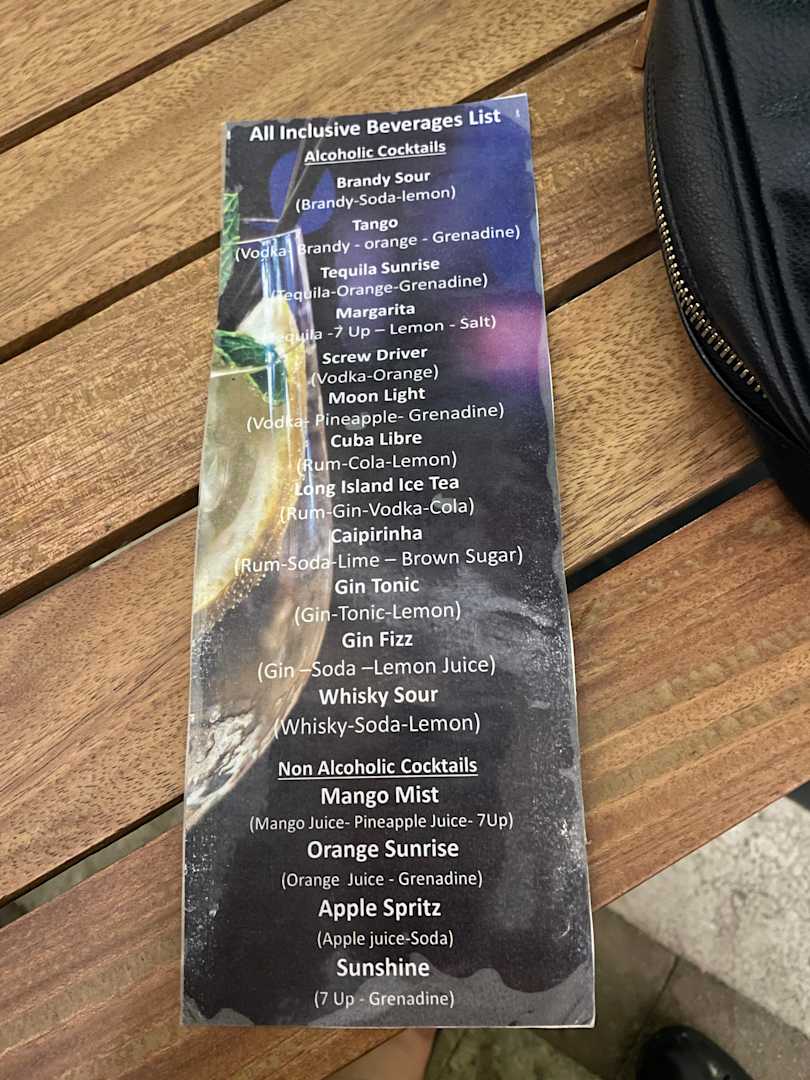 All Inclusive Beverages List
Alcoholic Cocktails
Brandy Sour
(Brandy-Soda-lemon)
Tango
(Vodka- Brandy - orange - Grenadine)
Tequila Sunrise
(Tequila-Orange-Grenadine)
Margarita
Tequila -7 Up – Lemon - Salt)
Screw Driver
(Vodka-Orange)
Moon Light
(Vodka- Pineapple- Grenadine)
Cuba Libre
(Rum-Cola-Lemon)
Long Island Ice Tea
(Rum-Gin-Vodka-Cola)
Caipirinha
(Rum-Soda-Lime – Brown Sugar)
Gin Tonic
(Gin-Tonic-Lemon)
Gin Fizz
(Gin –Soda –Lemon Juice)
Whisky Sour
(Whisky-Soda-Lemon)
Non Alcoholic Cocktails
Mango Mist
(Mango Juice- Pineapple Juice- 7Up)
Orange Sunrise
(Orange Juice - Grenadine)
Apple Spritz
(Apple juice-Soda)
Sunshine
(7 Up - Grenadine)